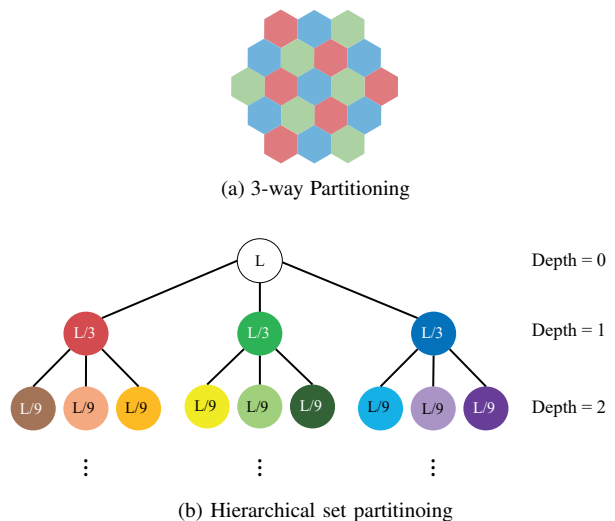 (a) 3-way Partitioning
L
Depth = 0
L/3 L/3 L/3
Depth = 1
L/9 L/9 L/9 L/9 L/9 L/9 L/9 L/9 L/9
Depth = 2
(b) Hierarchical set partitinoing